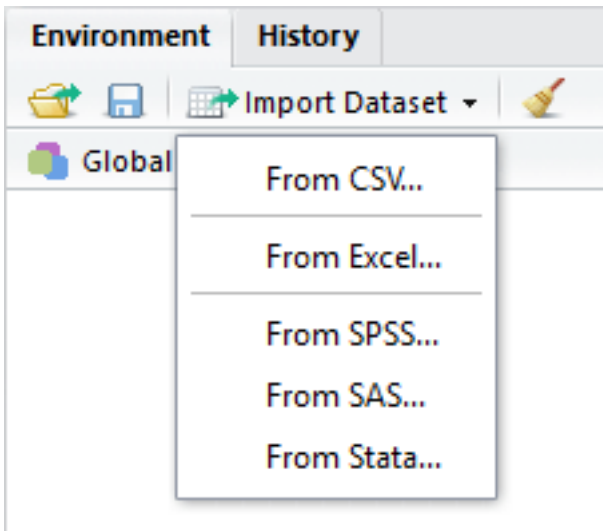 Environment History
Import Dataset
Global
From CSV...
From Excel...
From SPSS...
From SAS...
From Stata...